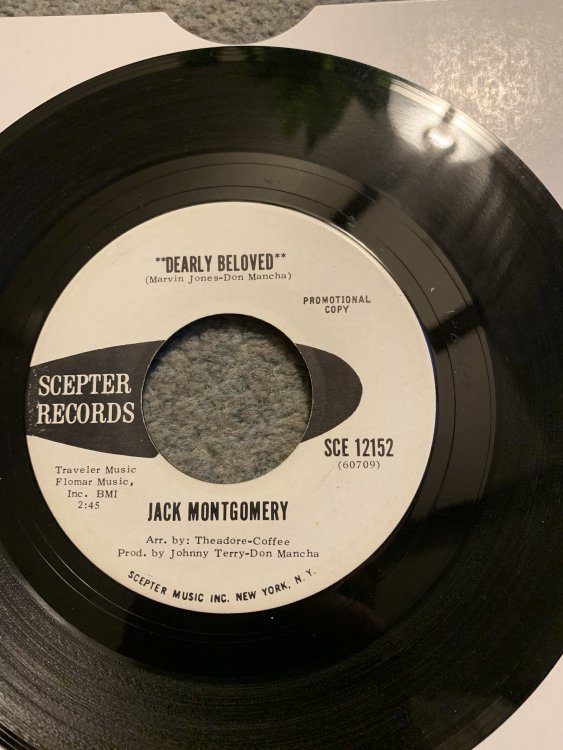 **DEARLY BELOVED**
(Marvin Jones-Don Mancha)
PROMOTIONAL
COPY
SCEPTER
RECORDS
SCE 12152
(60709)
Traveler Music
Flomar Music,
Inc. BMI
2:45
JACK MONTGOMERY
Arr. by: Theadore-Coffee
Prod. by Johnny Terry-Don Mancha
SCEPTER MUSIC INC. NEW YORK, N. Y.